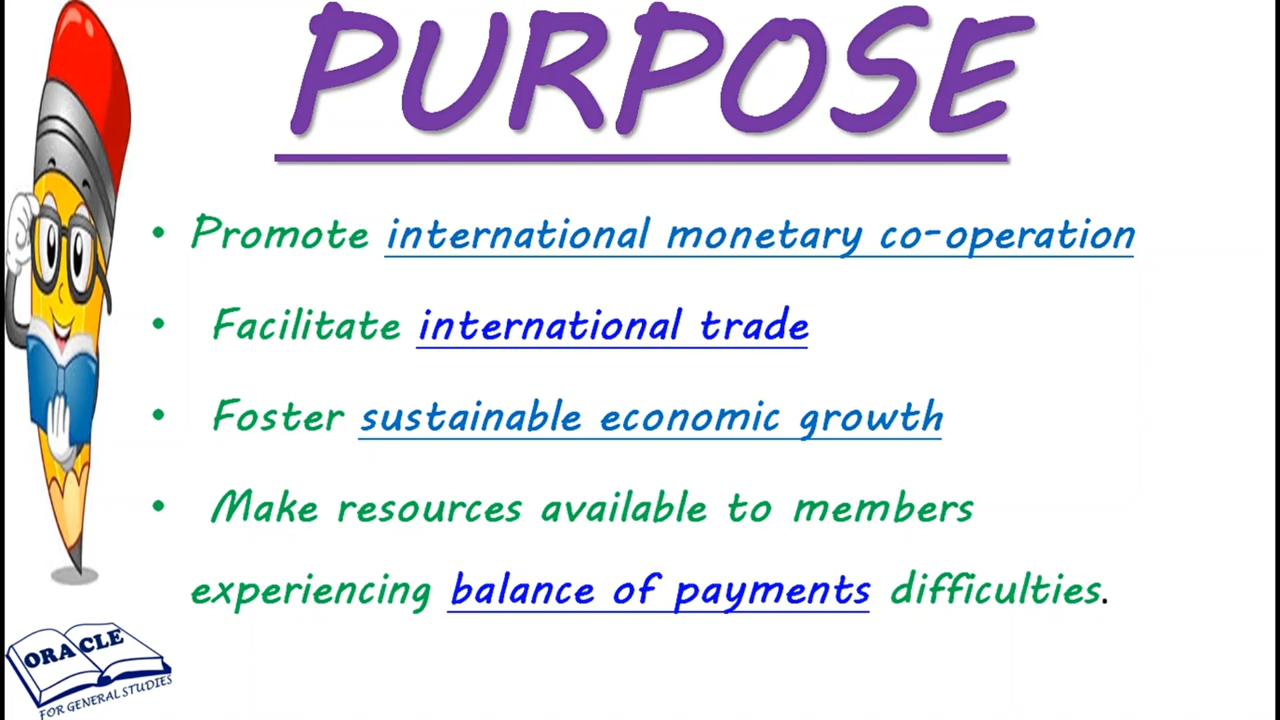 PURPOSE
• Promote international monetary co-operation
• Facilitate international trade
• Foster sustainable economic growth
• Make resources available to members
experiencing balance of payments difficulties.
ORACLE
FOR GENERAL STUDIES